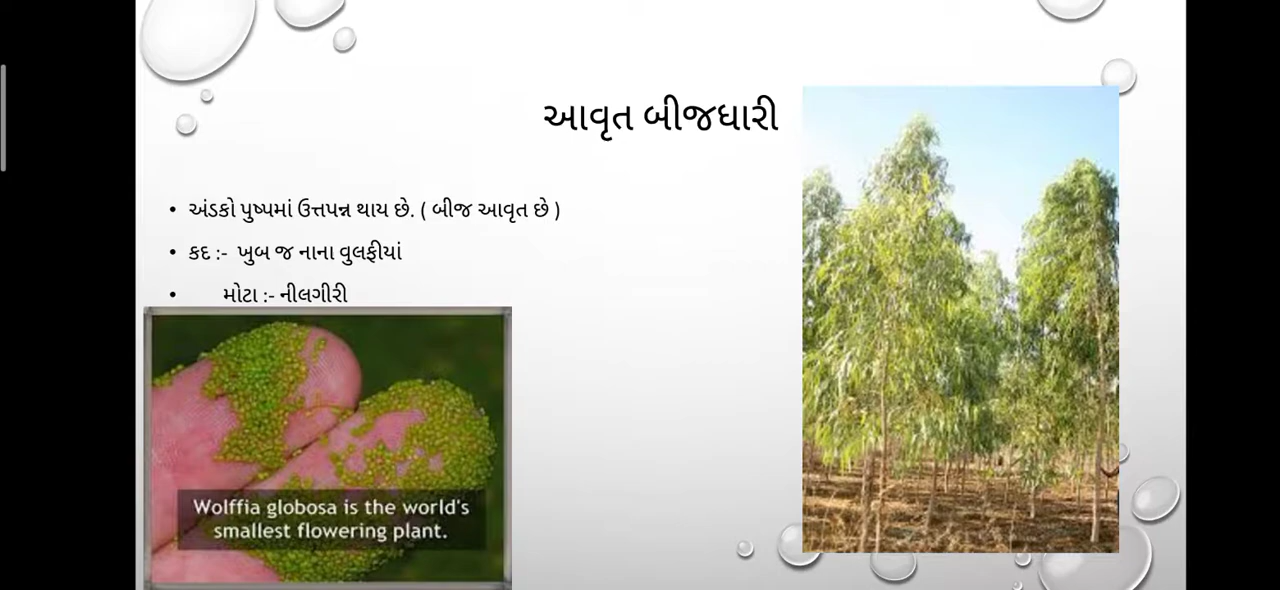 આવૃત બીજધારી
• અંડકો પુષ્પમાં ઉત્તપન્ન થાય છે. ( બીજ આવૃત છે )
• કદ :- ખુબ જ નાના વુલફીયાં
• મોટા :- નીલગીરી
Wolffia globosa is the world's
smallest flowering plant.